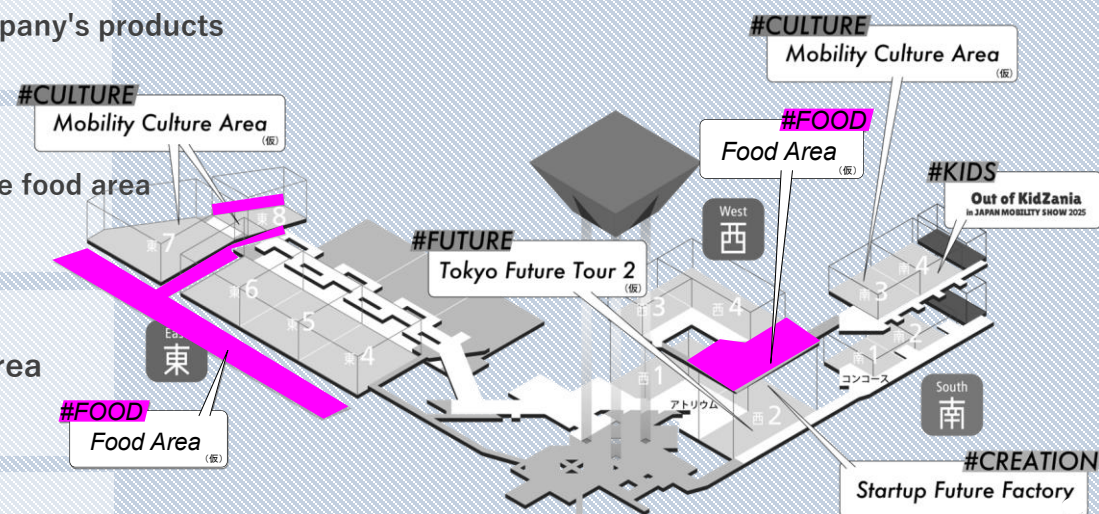 pany's products
e food area
rea
#CULTURE
Mobility Culture Area
(仮)
#CULTURE
Mobility Culture Area
(仮)
#FOOD
Food Area
(仮)
#KIDS
Out of KidZania
in JAPAN MOBILITY SHOW 2025
West
西
#FUTURE
Tokyo Future Tour 2
(仮)
東7
東8
東6
東5
東4
East
東
#FOOD
Food Area
(仮)
西3
西4
西1
西2
アトリウム
南3
南4
南1
南2
コンコース
South
南
#CREATION
Startup Future Factory